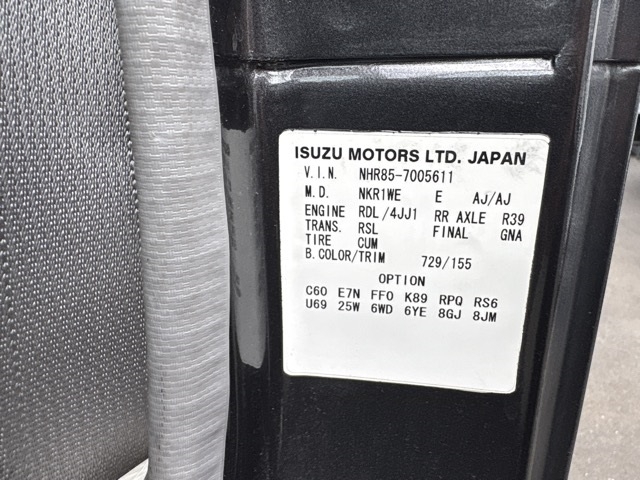 ISUZU MOTORS LTD. JAPAN
V.I.N. NHR85-7005611
M.D. NKR1WE E AJ/AJ
ENGINE RDL/4JJ1 RR AXLE R39
TRANS. RSL FINAL GNA
TIRE CUM
B.COLOR/TRIM 729/155
OPTION
C60 E7N FF0 K89 RPQ RS6
U69 25W 6WD 6YE 8GJ 8JM